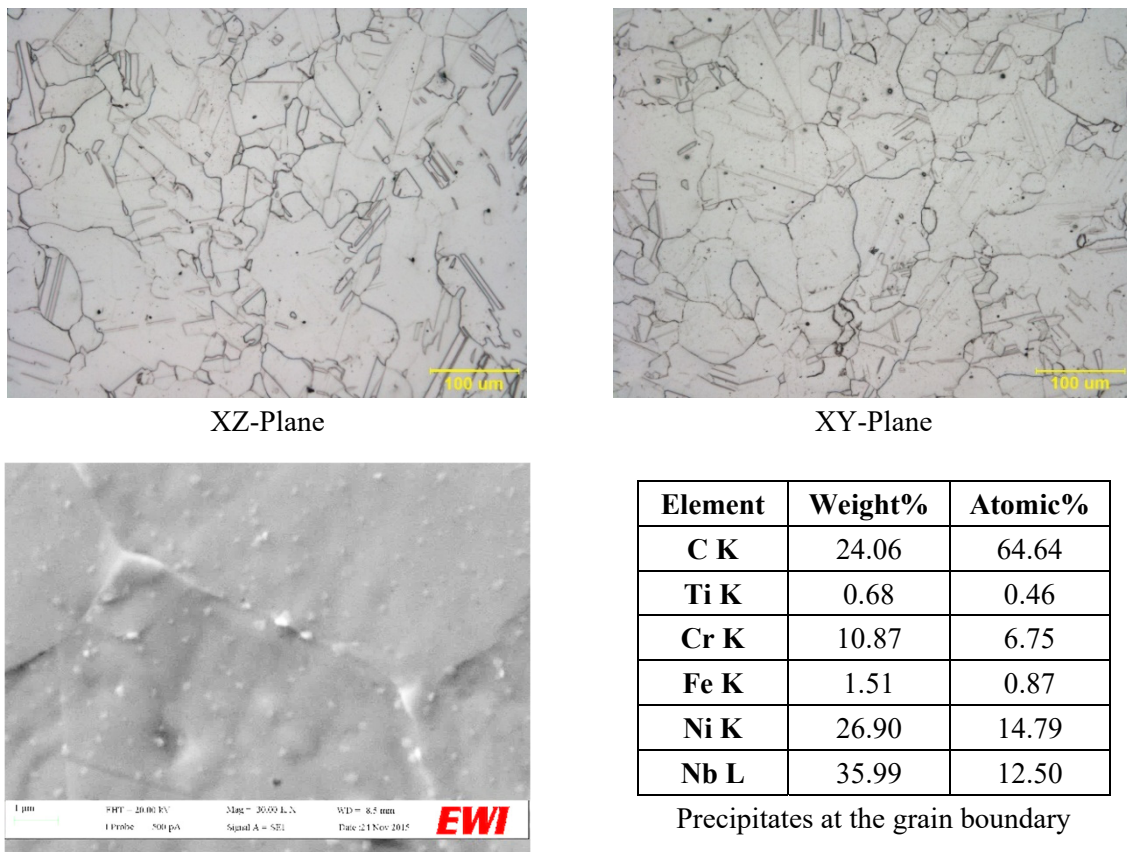 100 um
100 um
XZ-Plane
XY-Plane
Element Weight% Atomic%
C K 24.06 64.64
Ti K 0.68 0.46
Cr K 10.87 6.75
Fe K 1.51 0.87
Ni K 26.90 14.79
Nb L 35.99 12.50
Precipitates at the grain boundary
1 µm EHT = 20.00 kV Mag = 30.00 K X WD = 8.5 mm EWI
I Probe 500 pA Signal A = SE1 Date :21 Nov 2015